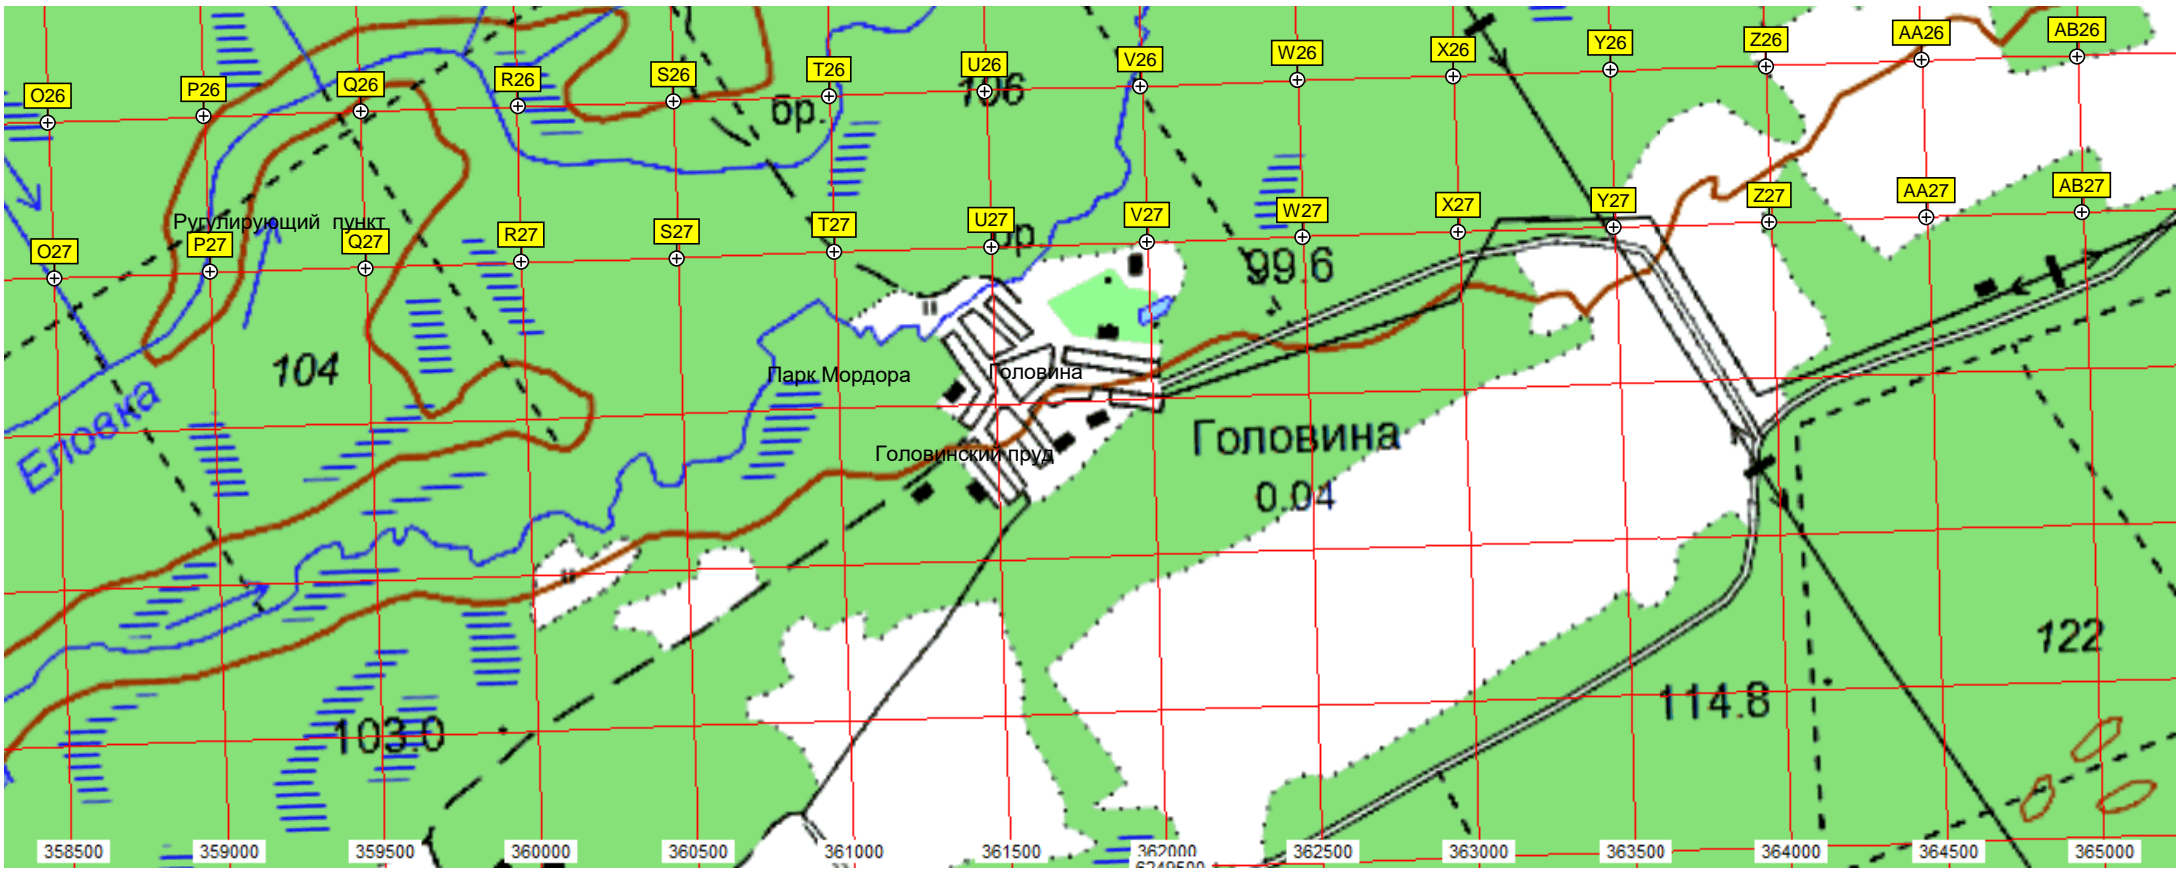 O26 P26 Q26 R26 S26 T26 U26 V26 W26 X26 Y26 Z26 AA26 AB26
бр. 106
O27 P27 Q27 R27 S27 T27 U27 V27 W27 X27 Y27 Z27 AA27 AB27
Ругулирующий пункт
бр.
99.6
104
Парк Мордора
Головина
Еловка
Головина
Головинский пруд
0.04
122
114.8
103.0
358500 359000 359500 360000 360500 361000 361500 362000 362500 363000 363500 364000 364500 365000